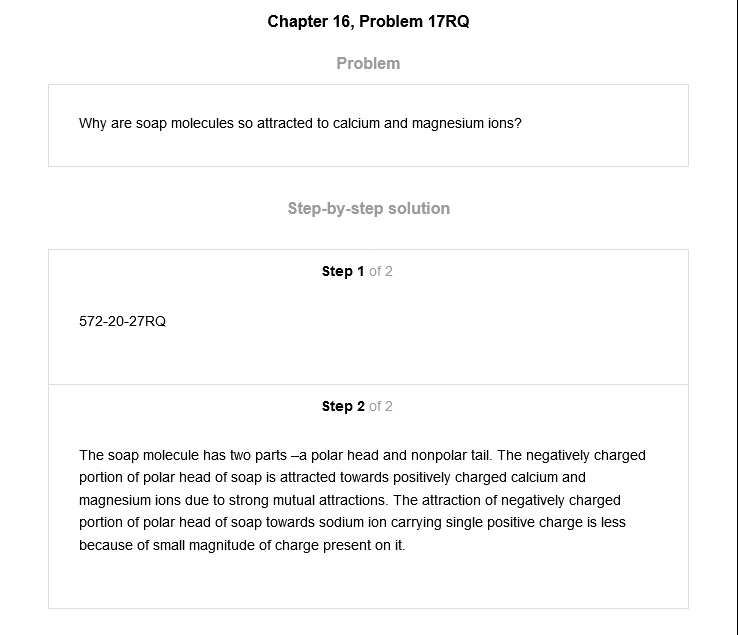 Chapter 16, Problem 17RQ
Problem
Why are soap molecules so attracted to calcium and magnesium ions?
Step-by-step solution
Step 1 of 2
572-20-27RQ
Step 2 of 2
The soap molecule has two parts –a polar head and nonpolar tail. The negatively charged
portion of polar head of soap is attracted towards positively charged calcium and
magnesium ions due to strong mutual attractions. The attraction of negatively charged
portion of polar head of soap towards sodium ion carrying single positive charge is less
because of small magnitude of charge present on it.